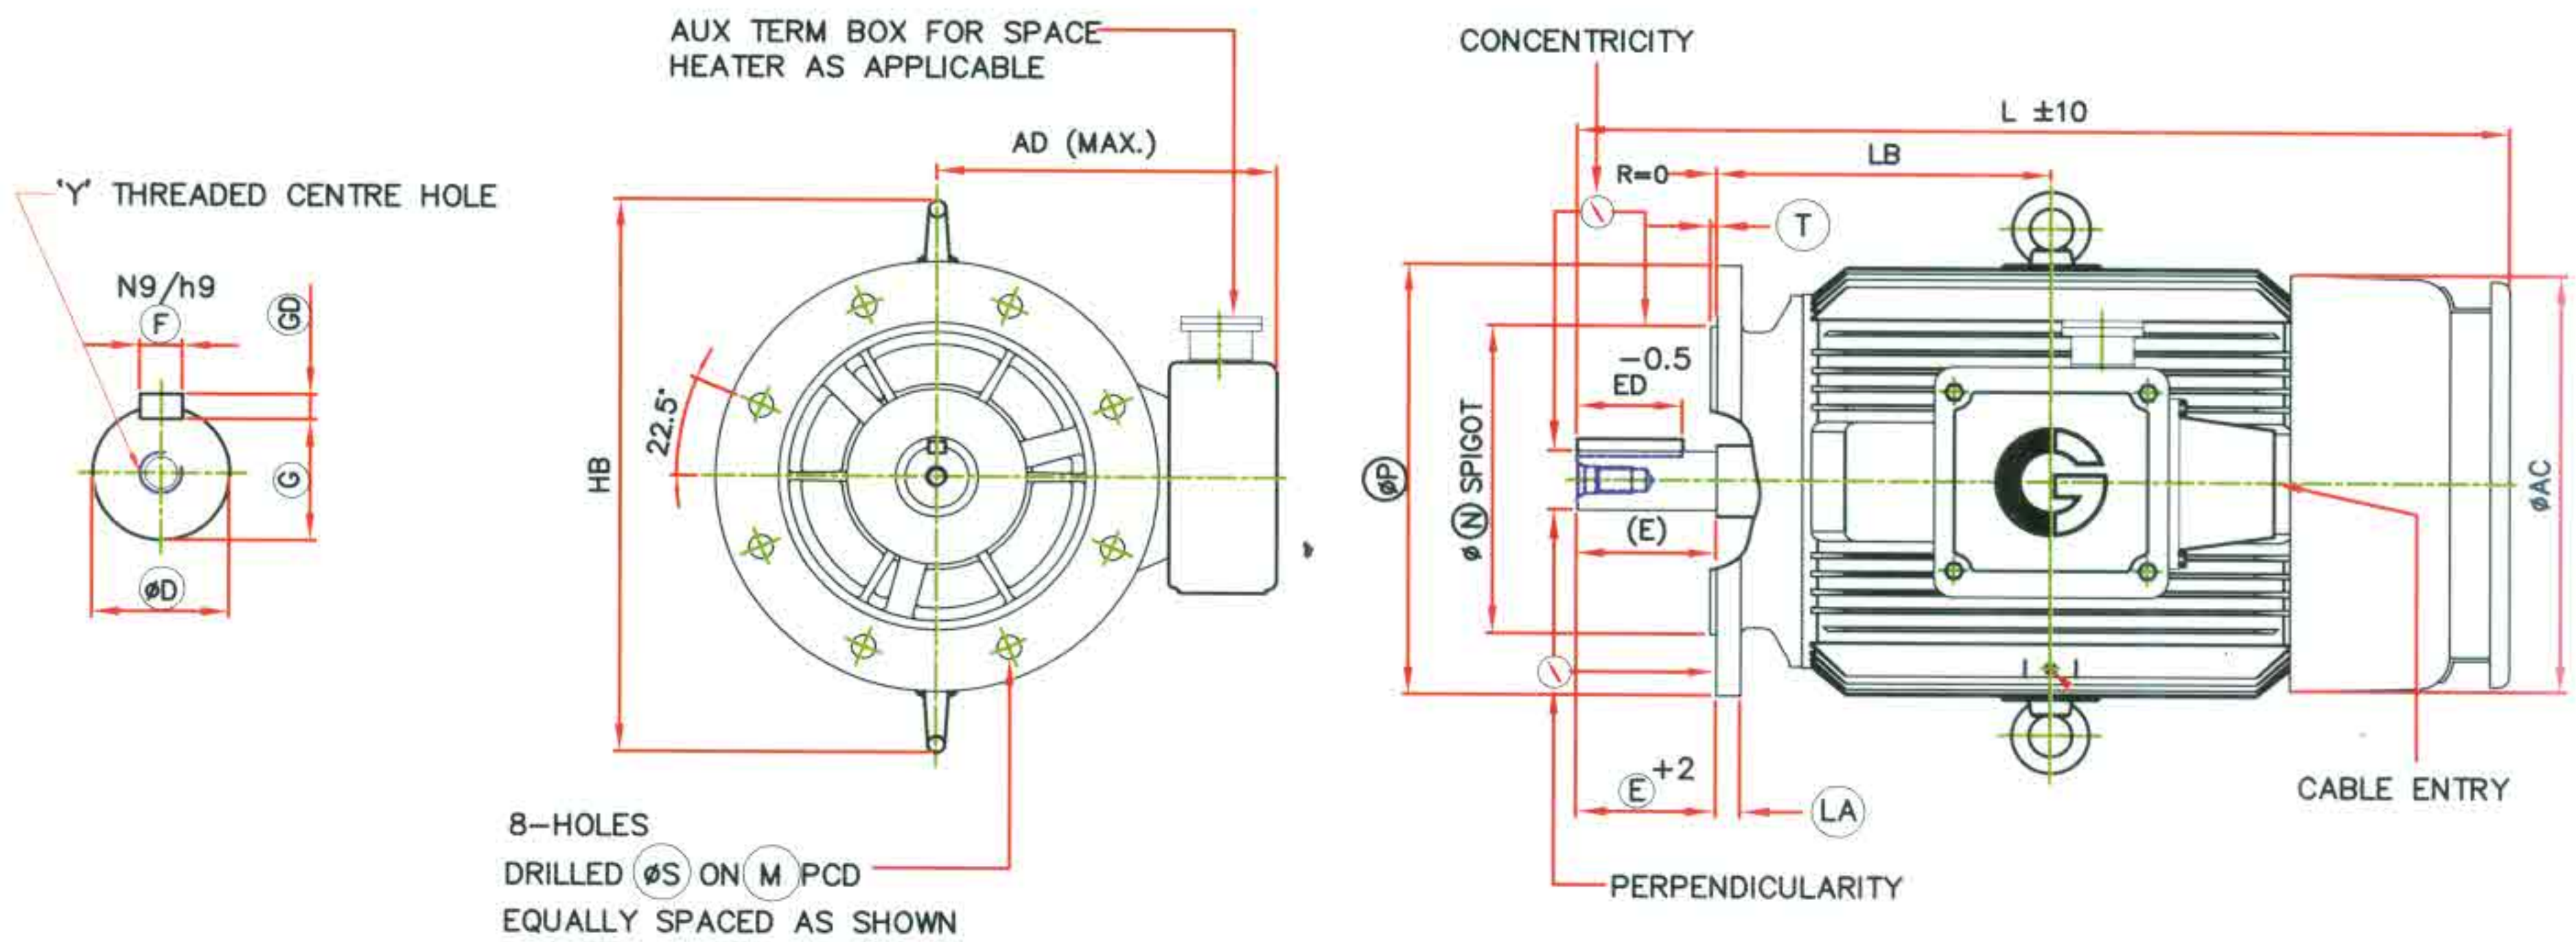 AUX TERM BOX FOR SPACE
HEATER AS APPLICABLE
'Y' THREADED CENTRE HOLE
N9/h9
F
GD
G
øD
AD (MAX.)
HB
22.5°
8-HOLES
DRILLED øS ON M PCD
EQUALLY SPACED AS SHOWN
CONCENTRICITY
L ±10
LB
R=0
T
-0.5
ED
øP
ø N SPIGOT
(E)
E +2
LA
G
øAC
CABLE ENTRY
PERPENDICULARITY